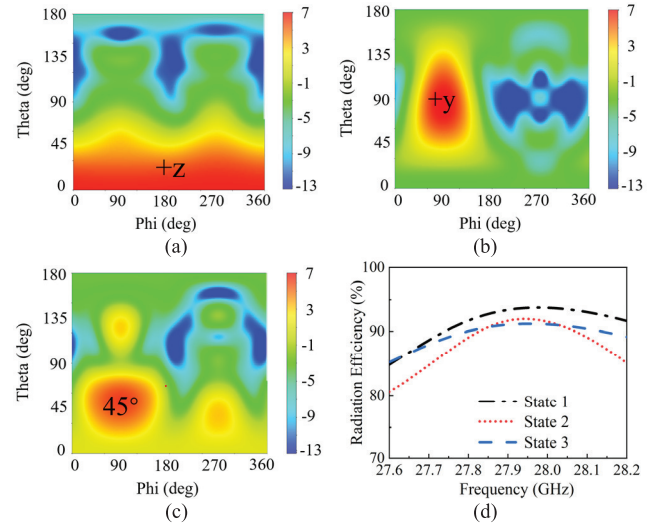 180
135
90
45
0
Theta (deg)
+z
0 90 180 270 360
Phi (deg)
7
3
-1
-5
-9
-13
(a)
180
135
90
45
0
Theta (deg)
+y
0 90 180 270 360
Phi (deg)
7
3
-1
-5
-9
-13
(b)
180
135
90
45
0
Theta (deg)
45°
0 90 180 270 360
Phi (deg)
7
3
-1
-5
-9
-13
(c)
100
90
80
70
Radiation Efficiency (%)
State 1
State 2
State 3
27.6 27.7 27.8 27.9 28.0 28.1 28.2
Frequency (GHz)
(d)